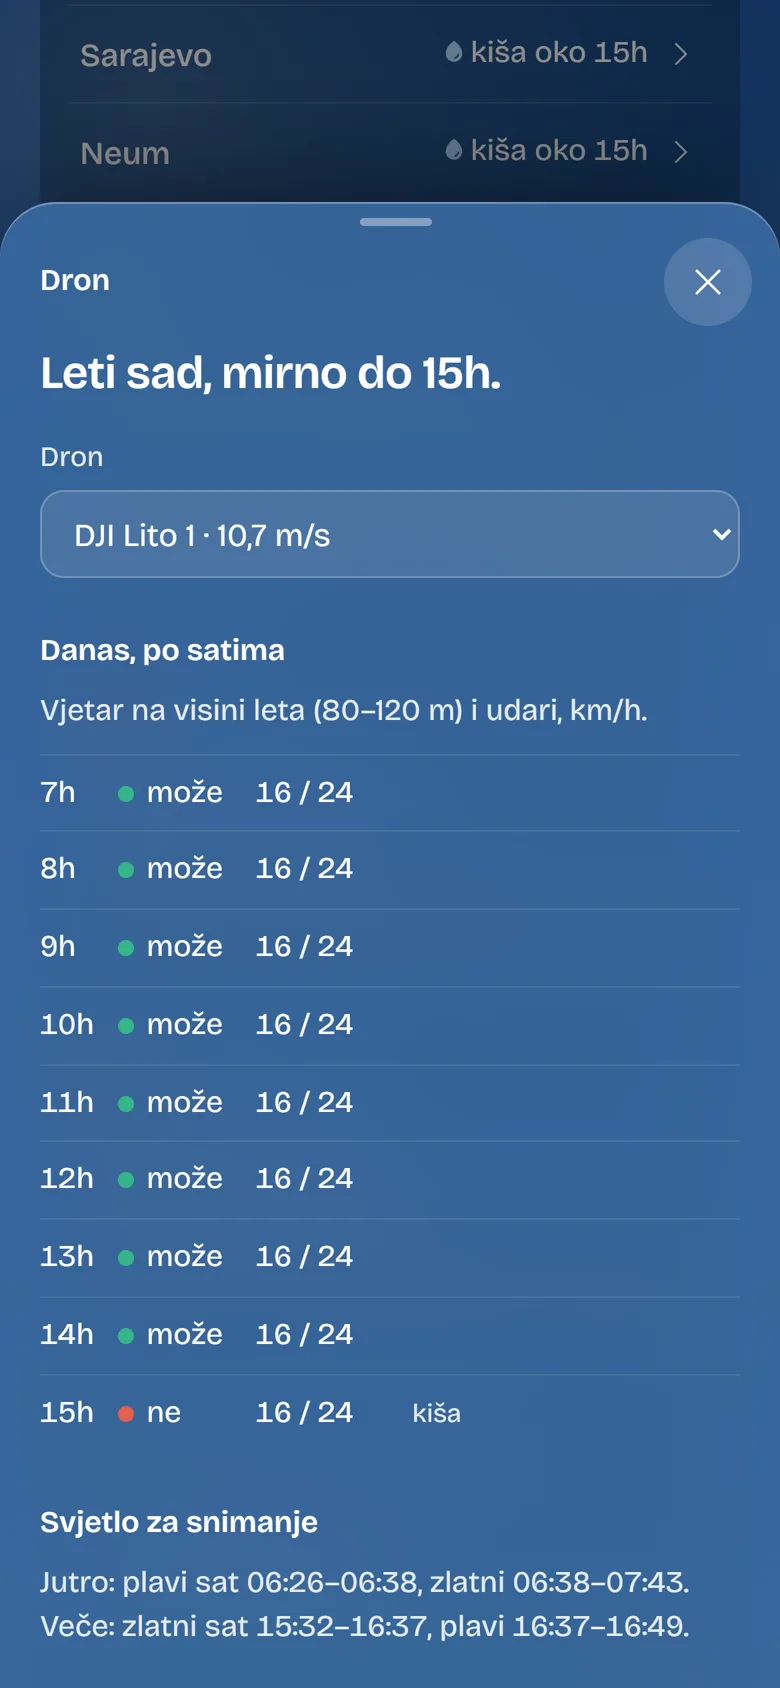 Sarajevo kiša oko 15h
Neum kiša oko 15h
Dron
Leti sad, mirno do 15h.
Dron
DJI Lito 1 · 10,7 m/s
Danas, po satima
Vjetar na visini leta (80–120 m) i udari, km/h.
7h može 16 / 24
8h može 16 / 24
9h može 16 / 24
10h može 16 / 24
11h može 16 / 24
12h može 16 / 24
13h može 16 / 24
14h može 16 / 24
15h ne 16 / 24 kiša
Svjetlo za snimanje
Jutro: plavi sat 06:26–06:38, zlatni 06:38–07:43.
Veče: zlatni sat 15:32–16:37, plavi 16:37–16:49.